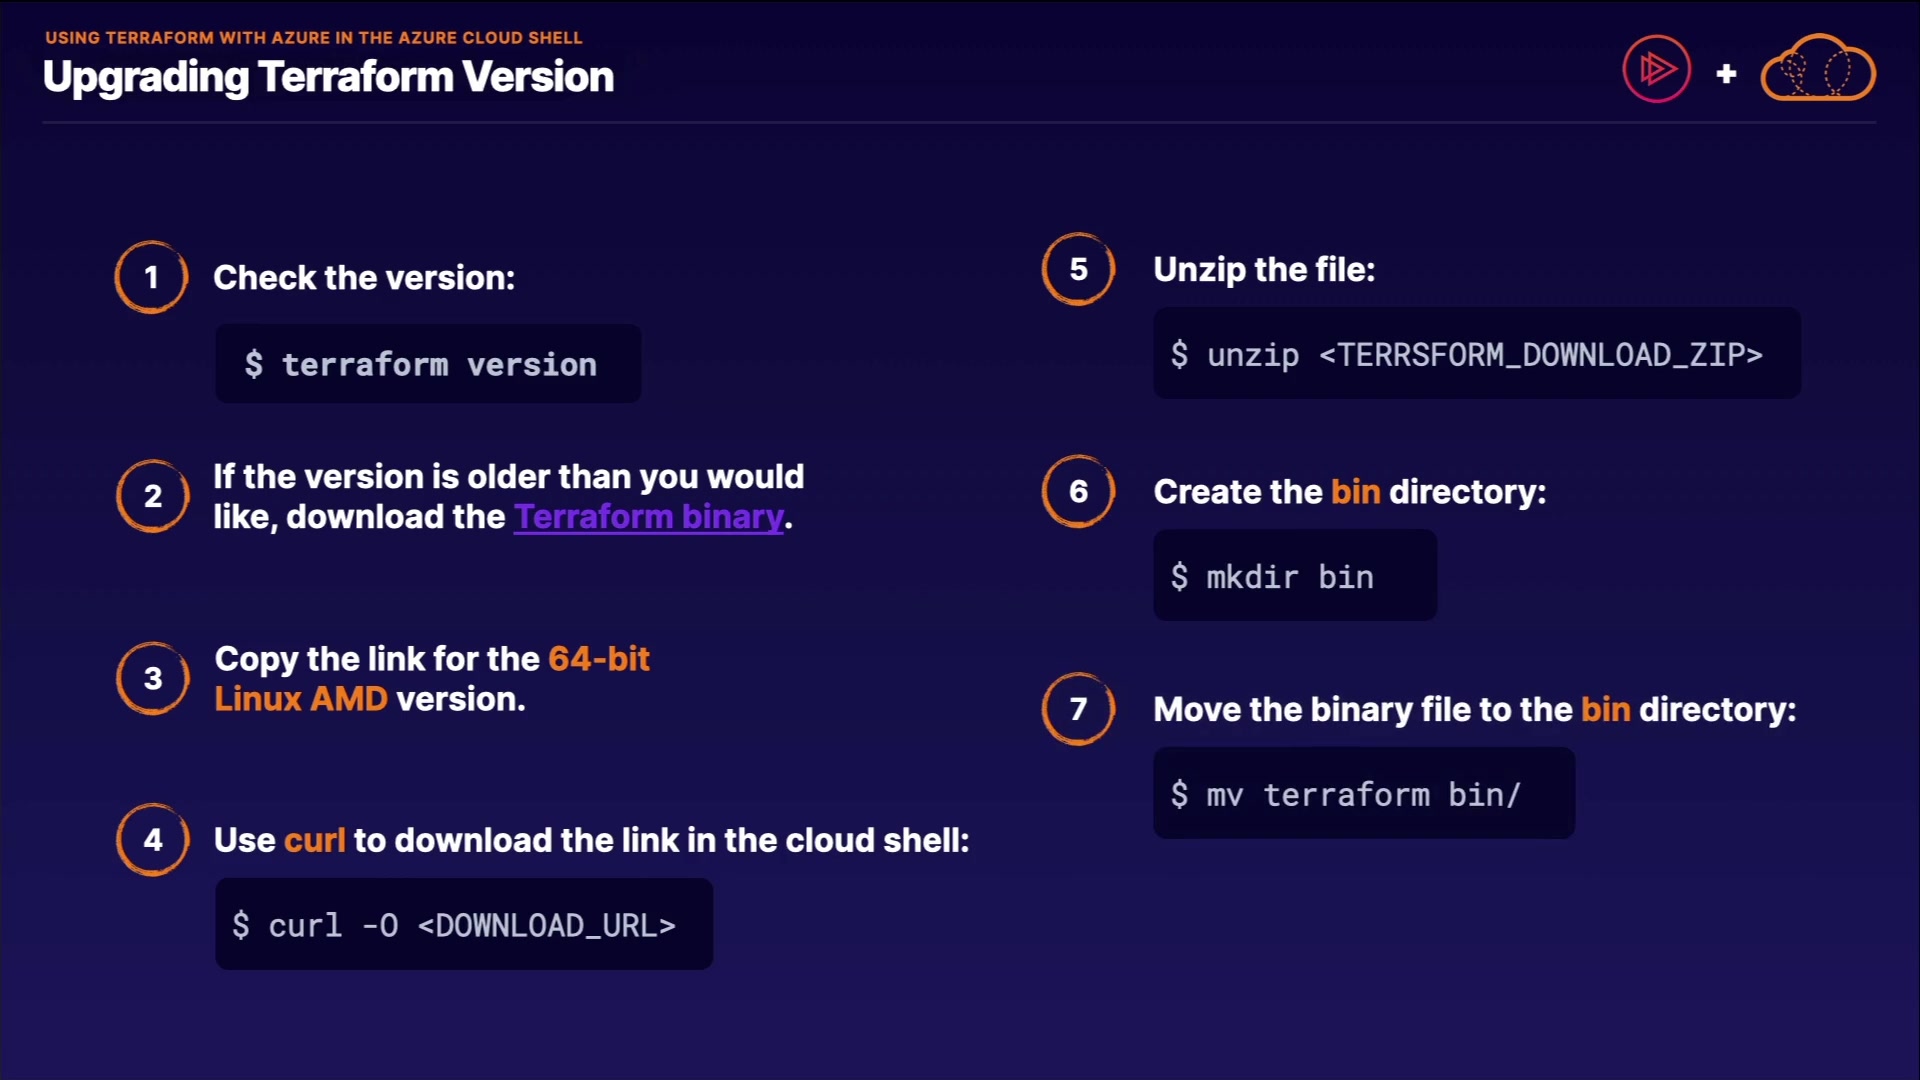 USING TERRAFORM WITH AZURE IN THE AZURE CLOUD SHELL
Upgrading Terraform Version
+
1
Check the version:
$ terraform version
2
If the version is older than you would
like, download the Terraform binary.
3
Copy the link for the 64-bit
Linux AMD version.
4
Use curl to download the link in the cloud shell:
$ curl -O <DOWNLOAD_URL>
5
Unzip the file:
$ unzip <TERRSFORM_DOWNLOAD_ZIP>
6
Create the bin directory:
$ mkdir bin
7
Move the binary file to the bin directory:
$ mv terraform bin/